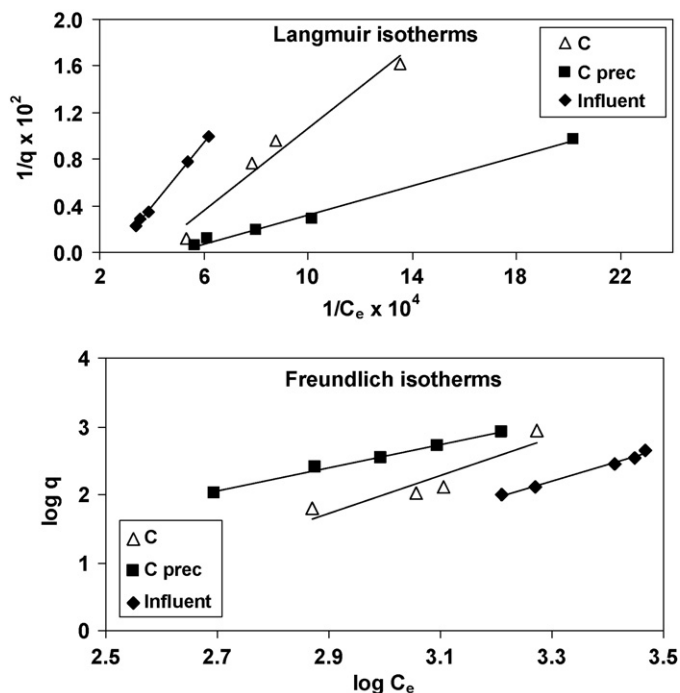 Langmuir isotherms
C
C prec
Influent
2.0
1.6
1.2
0.8
0.4
0.0
1/q x 10²
2 6 10 14 18 22
1/Cₑ x 10⁴
Freundlich isotherms
4
3
2
1
0
log q
C
C prec
Influent
2.5 2.7 2.9 3.1 3.3 3.5
log Cₑ